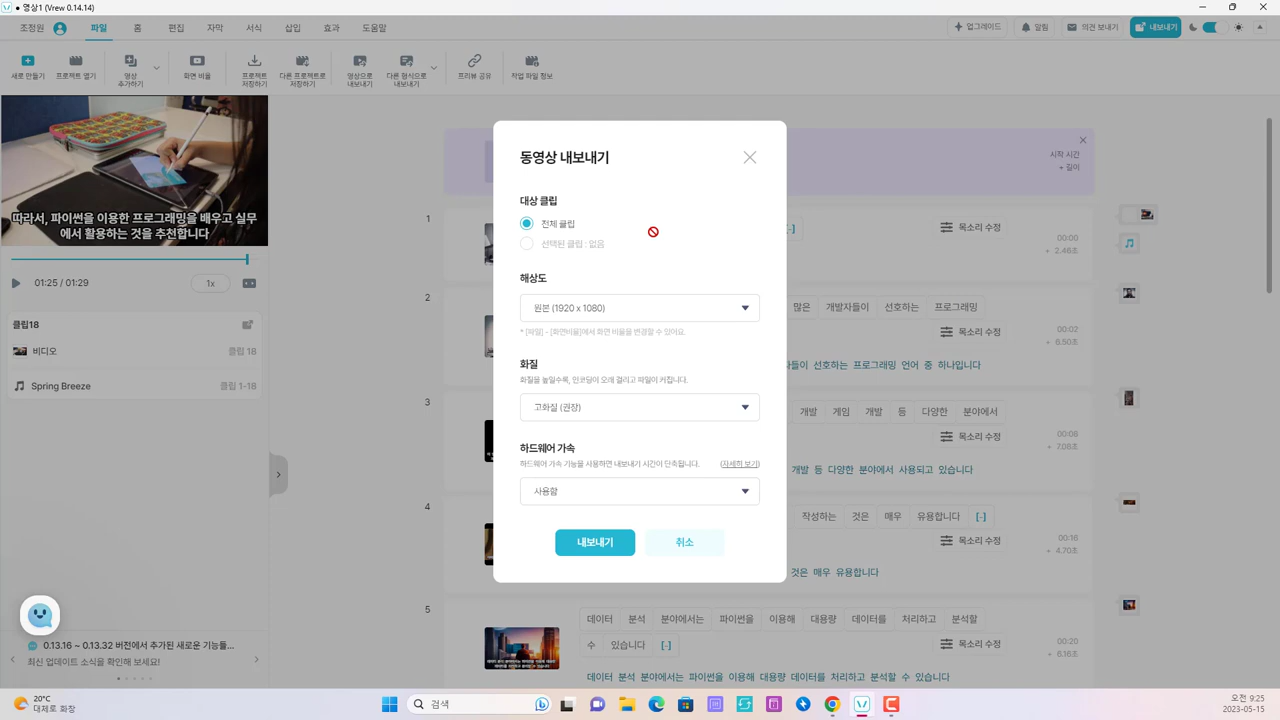 영상1 (Vrew 0.14.14)
조정원 파일 홈 편집 자막 서식 삽입 효과 도움말
업그레이드 알림 의견 보내기 내보내기
새로 만들기
프로젝트 열기
영상
추가하기
화면 비율
프로젝트
저장하기
다른 프로젝트로
저장하기
영상으로
내보내기
다른 형식으로
내보내기
프리뷰 공유
작업 파일 정보
따라서, 파이썬을 이용한 프로그래밍을 배우고 실무
에서 활용하는 것을 추천합니다
01:25 / 01:29
1x
클립18
비디오 클립 18
Spring Breeze 클립 1-18
0.13.16 ~ 0.13.32 버전에서 추가된 새로운 기능들...
최신 업데이트 소식을 확인해 보세요!
동영상 내보내기
대상 클립
전체 클립
선택된 클립 : 없음
해상도
원본 (1920 x 1080)
* [파일] - [화면비율]에서 화면 비율을 변경할 수 있어요.
화질
화질을 높일수록, 인코딩이 오래 걸리고 파일이 커집니다.
고화질 (권장)
하드웨어 가속
하드웨어 가속 기능을 사용하면 내보내기 시간이 단축됩니다. (자세히 보기)
사용함
내보내기 취소
시작 시간
+ 길이
1
목소리 수정
00:00
+ 2.46초
2
많은 개발자들이 선호하는 프로그래밍
목소리 수정
00:02
+ 6.50초
들이 선호하는 프로그래밍 언어 중 하나입니다
3
개발 게임 개발 등 다양한 분야에서
목소리 수정
00:08
+ 7.08초
개발 등 다양한 분야에서 사용되고 있습니다
4
작성하는 것은 매우 유용합니다 [..]
목소리 수정
00:16
+ 4.70초
것은 매우 유용합니다
5
데이터 분석 분야에서는 파이썬을 이용해 대용량 데이터를 처리하고 분석할
수 있습니다 [..]
목소리 수정
00:20
+ 6.16초
데이터 분석 분야에서는 파이썬을 이용해 대용량 데이터를 처리하고 분석할 수 있습니다
20°C
대체로 화창
검색
오전 9:25
2023-05-15